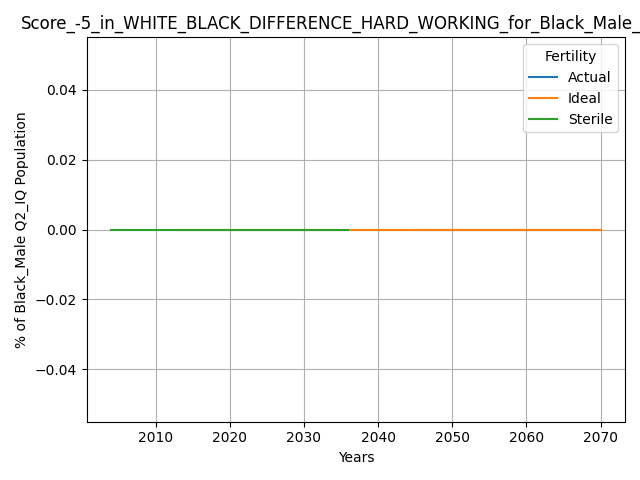 Score_-5_in_WHITE_BLACK_DIFFERENCE_HARD_WORKING_for_Black_Male_
Fertility
Actual
Ideal
Sterile
% of Black_Male Q2_IQ Population
0.04
0.02
0.00
−0.02
−0.04
2010 2020 2030 2040 2050 2060 2070
Years